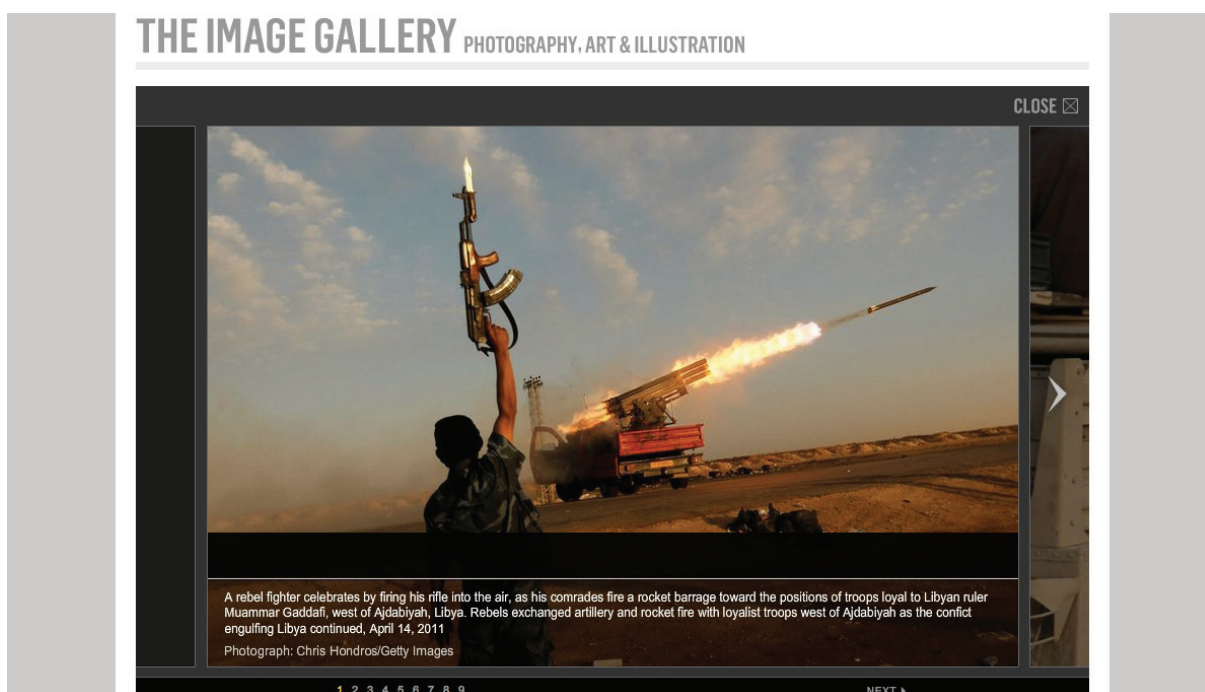 THE IMAGE GALLERY PHOTOGRAPHY, ART & ILLUSTRATION
CLOSE
A rebel fighter celebrates by firing his rifle into the air, as his comrades fire a rocket barrage toward the positions of troops loyal to Libyan ruler
Muammar Gaddafi, west of Ajdabiyah, Libya. Rebels exchanged artillery and rocket fire with loyalist troops west of Ajdabiyah as the confict
engulfing Libya continued, April 14, 2011
Photograph: Chris Hondros/Getty Images
1 2 3 4 5 6 7 8 9 NEXT